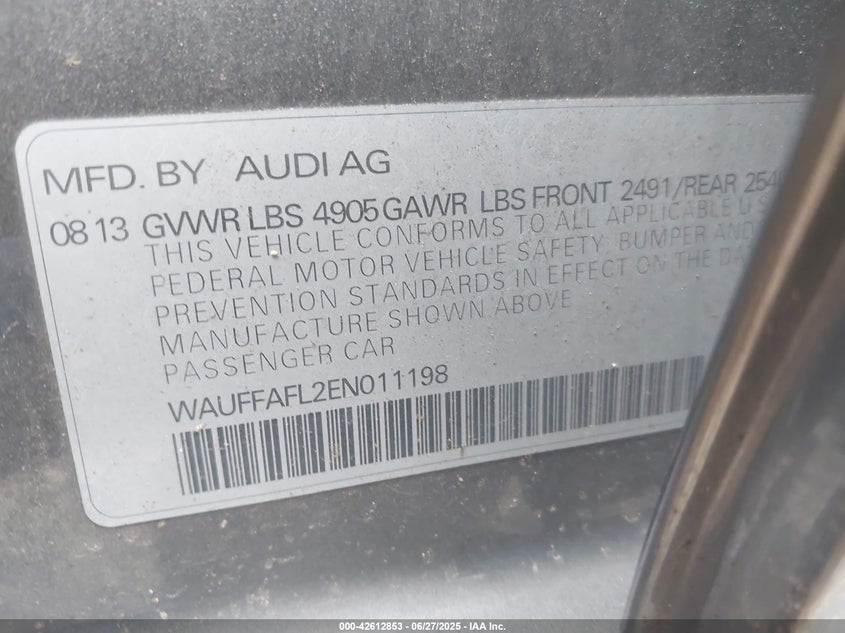 MFD. BY AUDI AG
08 13 GVWR LBS 4905 GAWR LBS FRONT 2491/REAR
THIS VEHICLE CONFORMS TO ALL APPLICABLE U S
FEDERAL MOTOR VEHICLE SAFETY, BUMPER AND
PREVENTION STANDARDS IN EFFECT ON THE
MANUFACTURE SHOWN ABOVE
PASSENGER CAR
WAUFFAFL2EN011198
000-42612853 - 06/27/2025 - IAA Inc.